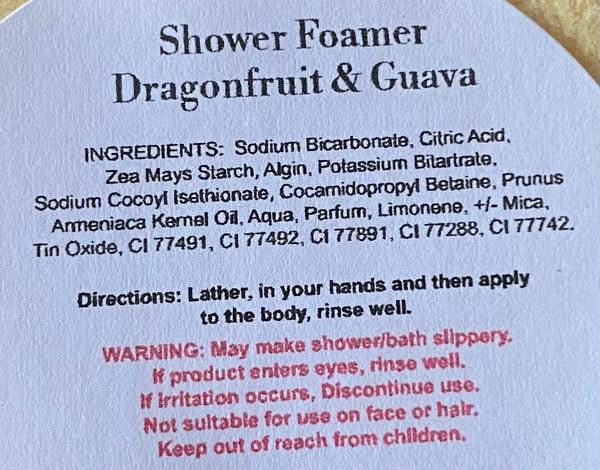 Shower Foamer
Dragonfruit & Guava
INGREDIENTS: Sodium Bicarbonate, Citric Acid,
Zea Mays Starch, Algin, Potassium Bitartrate,
Sodium Cocoyl Isethionate, Cocamidopropyl Betaine, Prunus
Armeniaca Kernel Oil, Aqua, Parfum, Limonene, +/- Mica,
Tin Oxide, CI 77491, CI 77492, CI 77891, CI 77288, CI 77742.
Directions: Lather, in your hands and then apply
to the body, rinse well.
WARNING: May make shower/bath slippery.
If product enters eyes, rinse well.
If irritation occurs, Discontinue use.
Not suitable for use on face or hair.
Keep out of reach from children.